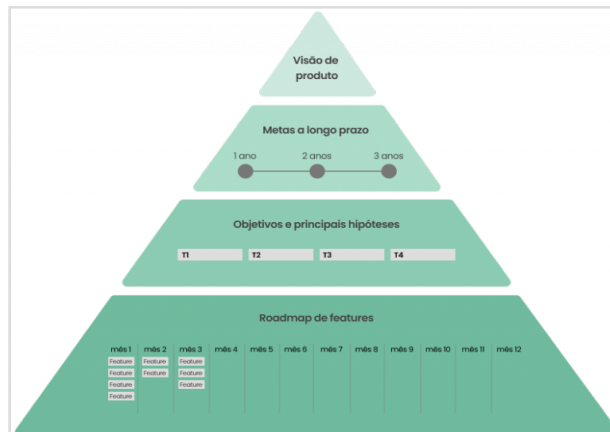 Visão de
produto
Metas a longo prazo
1 ano 2 anos 3 anos
Objetivos e principais hipóteses
T1 T2 T3 T4
Roadmap de features
mês 1 mês 2 mês 3 mês 4 mês 5 mês 6 mês 7 mês 8 mês 9 mês 10 mês 11 mês 12
Feature Feature Feature
Feature Feature Feature
Feature Feature
Feature